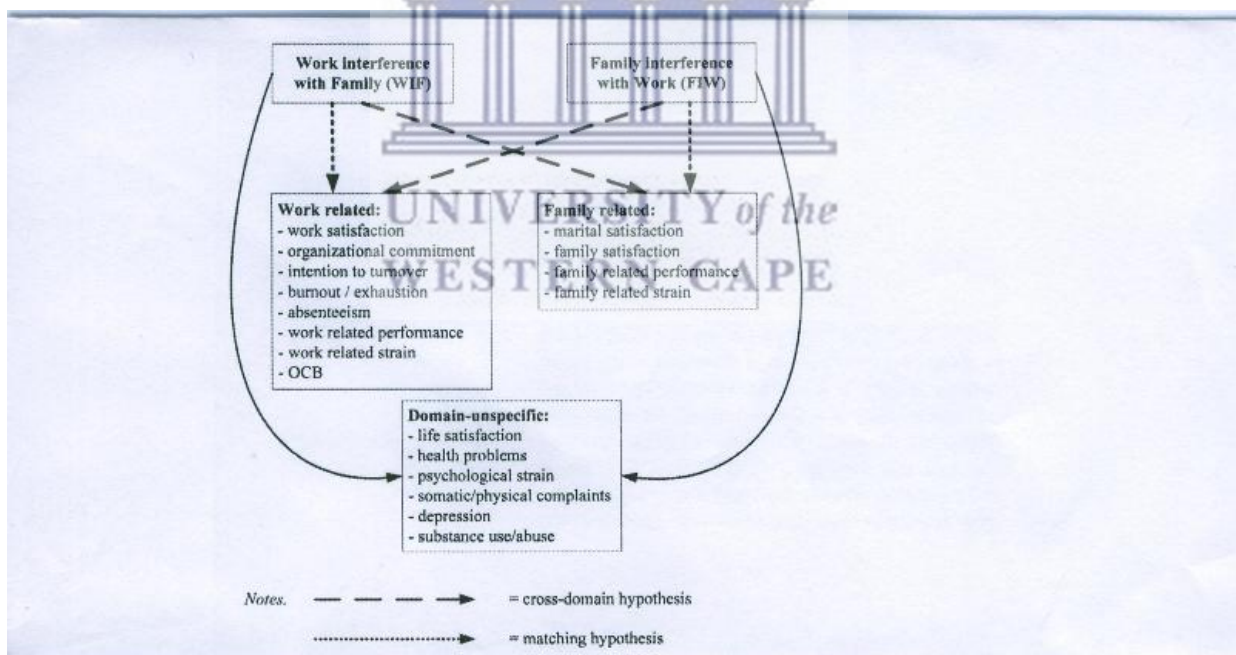 Work interference
with Family (WIF)
Family interference
with Work (FIW)
Work related:
- work satisfaction
- organizational commitment
- intention to turnover
- burnout / exhaustion
- absenteeism
- work related performance
- work related strain
- OCB
Family related:
- marital satisfaction
- family satisfaction
- family related performance
- family related strain
UNIVERSITY of the
WESTERN CAPE
Domain-unspecific:
- life satisfaction
- health problems
- psychological strain
- somatic/physical complaints
- depression
- substance use/abuse
Notes.
= cross-domain hypothesis
= matching hypothesis